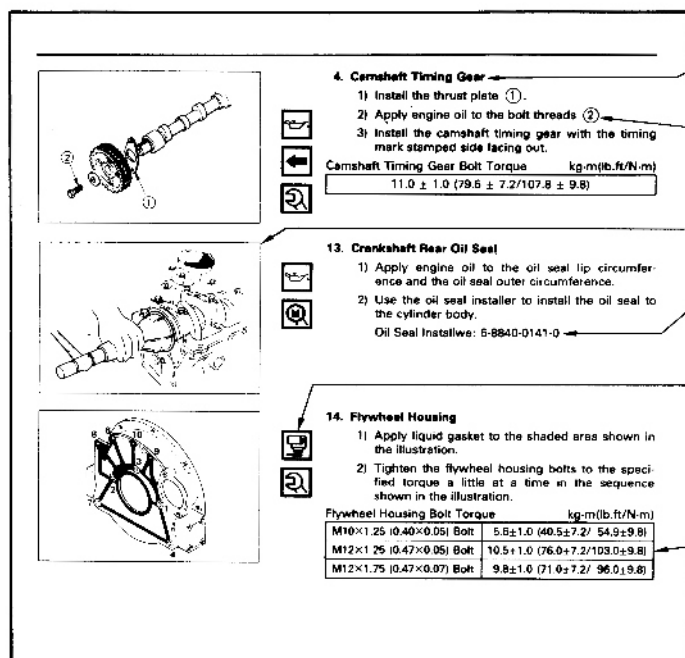 4. Camshaft Timing Gear
1) Install the thrust plate ①.
2) Apply engine oil to the bolt threads ②
3) Install the camshaft timing gear with the timing
mark stamped side facing out.
Camshaft Timing Gear Bolt Torque kg·m(lb.ft/N·m)
11.0 ± 1.0 (79.6 ± 7.2/107.8 ± 9.8)
② ①
13. Crankshaft Rear Oil Seal
1) Apply engine oil to the oil seal lip circumfer-
ence and the oil seal outer circumference.
2) Use the oil seal installer to install the oil seal to
the cylinder body.
Oil Seal Installwe: 5-8840-0141-0
14. Flywheel Housing
1) Apply liquid gasket to the shaded area shown in
the illustration.
2) Tighten the flywheel housing bolts to the speci-
fied torque a little at a time in the sequence
shown in the illustration.
Flywheel Housing Bolt Torque kg·m(lb.ft/N·m)
M10×1.25 (0.40×0.05) Bolt 5.6±1.0 (40.5±7.2/ 54.9±9.8)
M12×1.25 (0.47×0.05) Bolt 10.5±1.0 (76.0±7.2/103.0±9.8)
M12×1.75 (0.47×0.07) Bolt 9.8±1.0 (71.0±7.2/ 96.0±9.8)